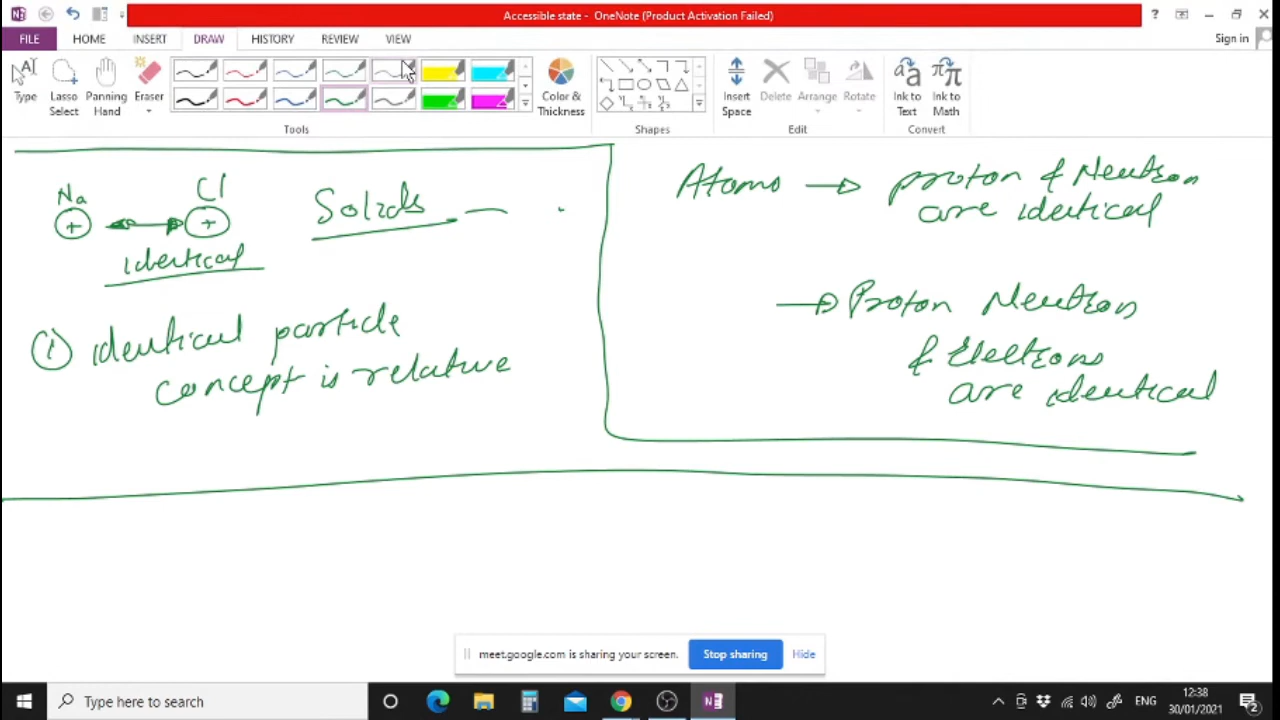 Accessible state - OneNote (Product Activation Failed)
?
FILE HOME INSERT DRAW HISTORY REVIEW VIEW
Sign in
Type
Lasso Select
Panning Hand
Eraser
Color & Thickness
Insert Space
Delete
Arrange
Rotate
Ink to Text
Ink to Math
Tools
Shapes
Edit
Convert
Na Cl
+ +
identical
Solids
① identical particle
concept is relative
Atoms → proton & Neutron
are identical
→ Proton Neutron
& Electrons
are identical
meet.google.com is sharing your screen. Stop sharing Hide
Type here to search
ENG
12:38
30/01/2021
2